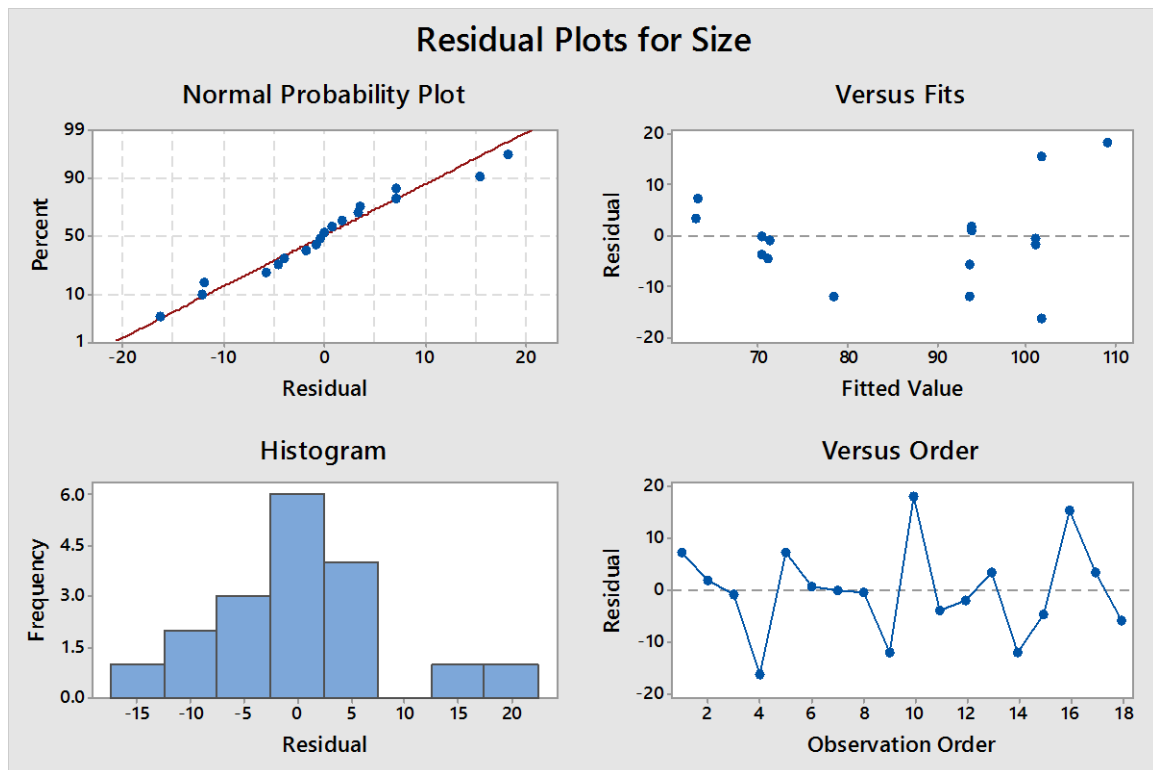 Residual Plots for Size
Normal Probability Plot
99
90
50
10
1
Percent
-20 -10 0 10 20
Residual
Versus Fits
20
10
0
-10
-20
Residual
70 80 90 100 110
Fitted Value
Histogram
6.0
4.5
3.0
1.5
0.0
Frequency
-15 -10 -5 0 5 10 15 20
Residual
Versus Order
20
10
0
-10
-20
Residual
2 4 6 8 10 12 14 16 18
Observation Order